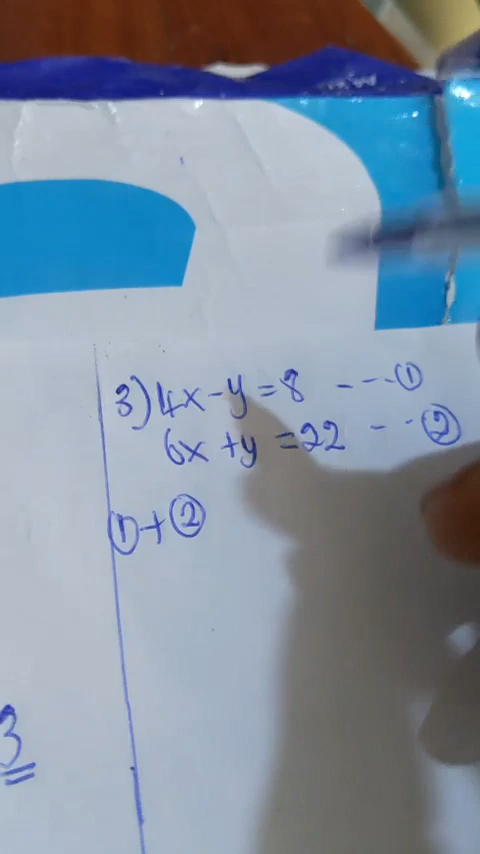 3) 4x - y = 8 - - - ①
6x + y = 22 - - - ②
① + ②
3